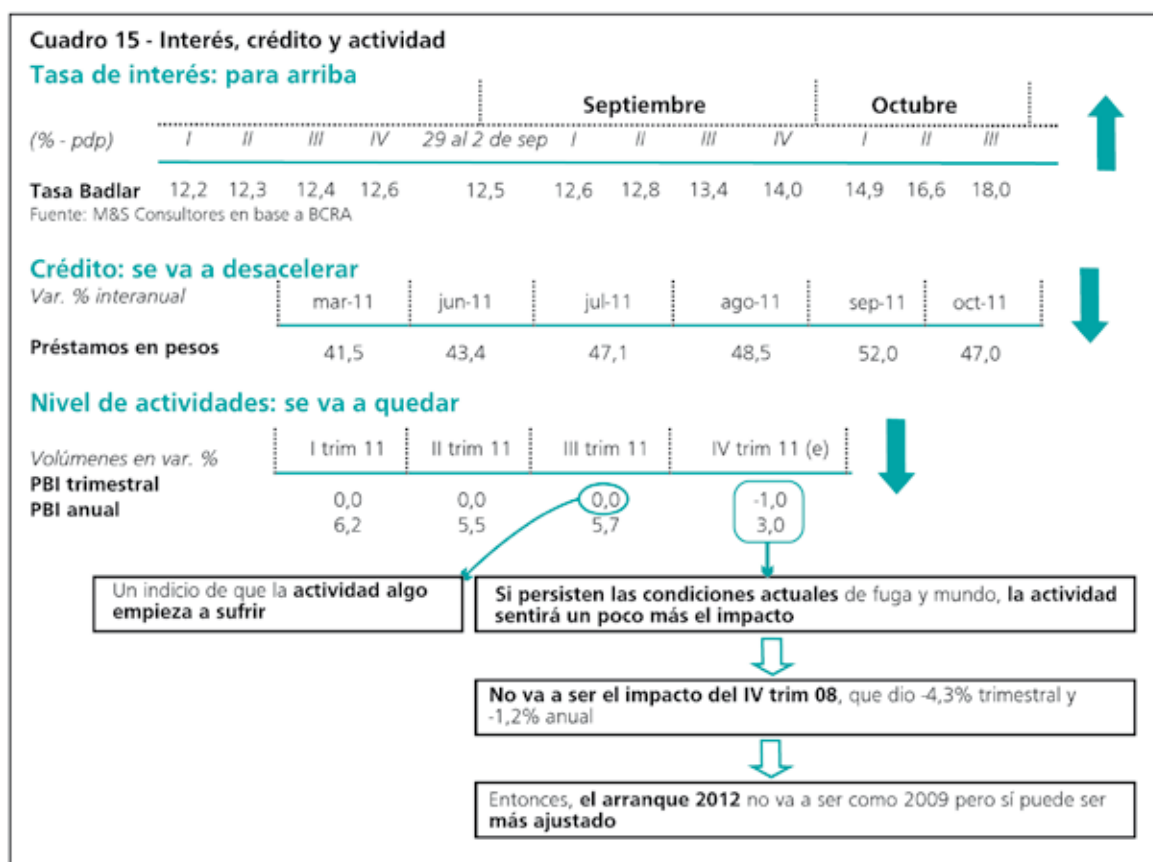 Cuadro 15 - Interés, crédito y actividad
Tasa de interés: para arriba
Septiembre Octubre
(% - pdp) I II III IV 29 al 2 de sep I II III IV I II III
Tasa Badlar 12,2 12,3 12,4 12,6 12,5 12,6 12,8 13,4 14,0 14,9 16,6 18,0
Fuente: M&S Consultores en base a BCRA
Crédito: se va a desacelerar
Var. % interanual mar-11 jun-11 jul-11 ago-11 sep-11 oct-11
Préstamos en pesos 41,5 43,4 47,1 48,5 52,0 47,0
Nivel de actividades: se va a quedar
Volúmenes en var. % I trim 11 II trim 11 III trim 11 IV trim 11 (e)
PBI trimestral 0,0 0,0 0,0 -1,0
PBI anual 6,2 5,5 5,7 3,0
Un indicio de que la actividad algo
empieza a sufrir
Si persisten las condiciones actuales de fuga y mundo, la actividad
sentirá un poco más el impacto
No va a ser el impacto del IV trim 08, que dio -4,3% trimestral y
-1,2% anual
Entonces, el arranque 2012 no va a ser como 2009 pero sí puede ser
más ajustado